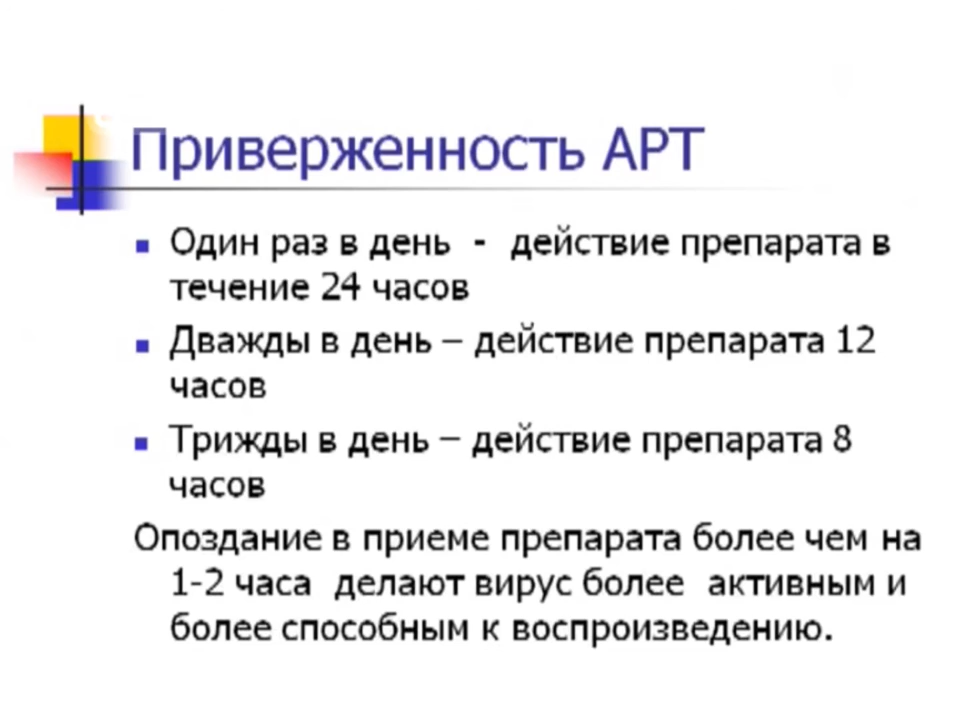 Приверженность АРТ
Один раз в день - действие препарата в
течение 24 часов
Дважды в день – действие препарата 12
часов
Трижды в день – действие препарата 8
часов
Опоздание в приеме препарата более чем на
1-2 часа делают вирус более активным и
более способным к воспроизведению.